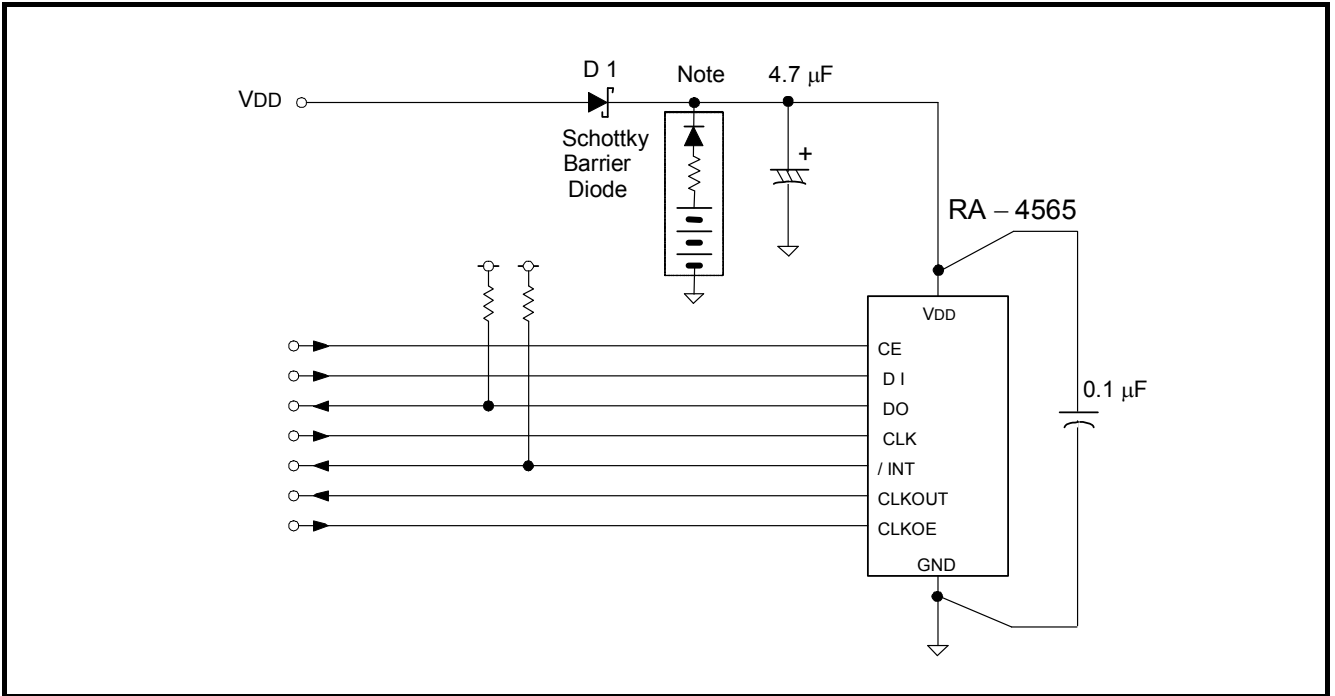 D 1
Note
4.7 μF
VDD
Schottky
Barrier
Diode
+
RA – 4565
VDD
CE
D I
DO
CLK
/ INT
CLKOUT
CLKOE
GND
0.1 μF